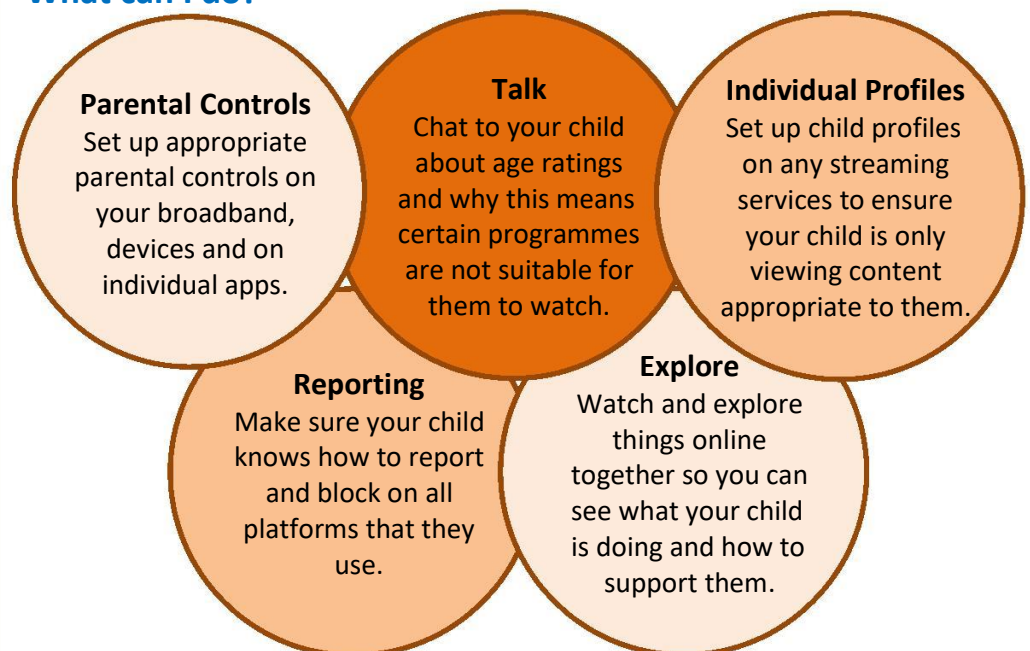 What can I do?
Parental Controls
Set up appropriate
parental controls on
your broadband,
devices and on
individual apps.
Talk
Chat to your child
about age ratings
and why this means
certain programmes
are not suitable for
them to watch.
Individual Profiles
Set up child profiles
on any streaming
services to ensure
your child is only
viewing content
appropriate to them.
Reporting
Make sure your child
knows how to report
and block on all
platforms that they
use.
Explore
Watch and explore
things online
together so you can
see what your child
is doing and how to
support them.